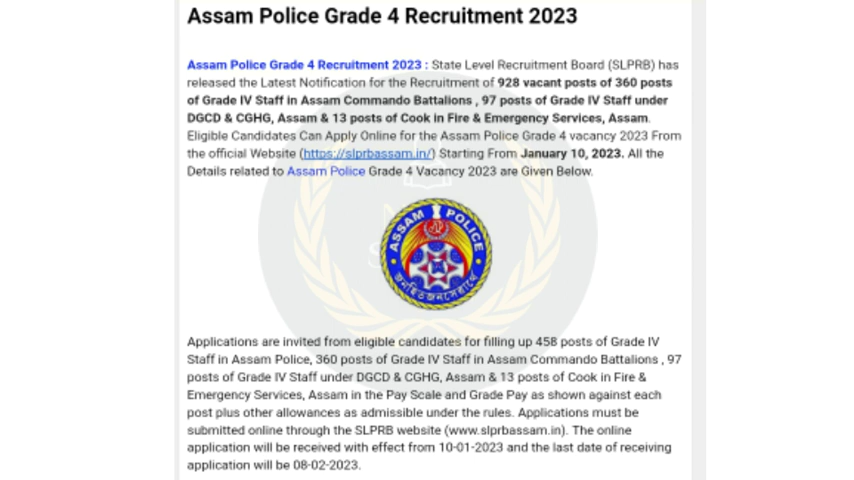 Assam Police Grade 4 Recruitment 2023
Assam Police Grade 4 Recruitment 2023 : State Level Recruitment Board (SLPRB) has
released the Latest Notification for the Recruitment of 928 vacant posts of 360 posts
of Grade IV Staff in Assam Commando Battalions , 97 posts of Grade IV Staff under
DGCD & CGHG, Assam & 13 posts of Cook in Fire & Emergency Services, Assam.
Eligible Candidates Can Apply Online for the Assam Police Grade 4 vacancy 2023 From
the official Website (https://slprbassam.in/) Starting From January 10, 2023. All the
Details related to Assam Police Grade 4 Vacancy 2023 are Given Below.
ASSAM POLICE
জনহিত জনসেৱাৰ্থে
Applications are invited from eligible candidates for filling up 458 posts of Grade IV
Staff in Assam Police, 360 posts of Grade IV Staff in Assam Commando Battalions , 97
posts of Grade IV Staff under DGCD & CGHG, Assam & 13 posts of Cook in Fire &
Emergency Services, Assam in the Pay Scale and Grade Pay as shown against each
post plus other allowances as admissible under the rules. Applications must be
submitted online through the SLPRB website (www.slprbassam.in). The online
application will be received with effect from 10-01-2023 and the last date of receiving
application will be 08-02-2023.